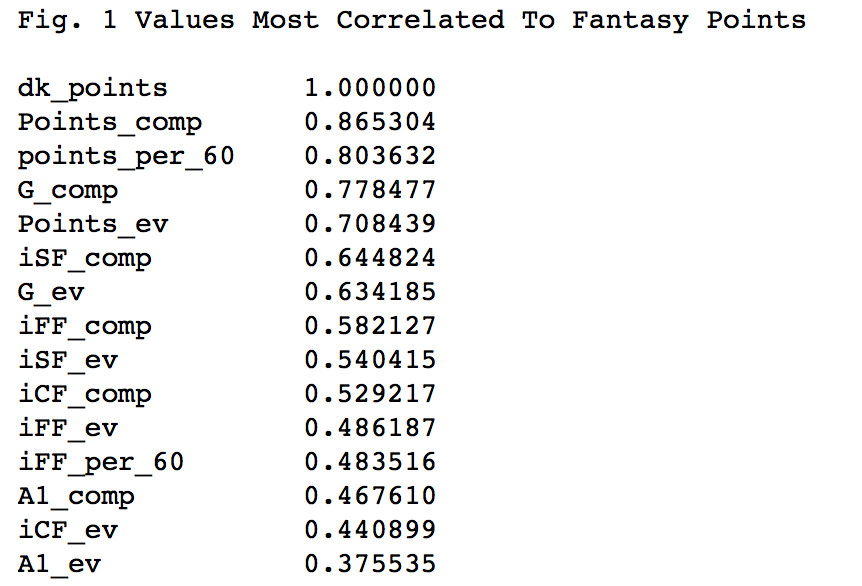 Fig. 1 Values Most Correlated To Fantasy Points
dk_points 1.000000
Points_comp 0.865304
points_per_60 0.803632
G_comp 0.778477
Points_ev 0.708439
iSF_comp 0.644824
G_ev 0.634185
iFF_comp 0.582127
iSF_ev 0.540415
iCF_comp 0.529217
iFF_ev 0.486187
iFF_per_60 0.483516
A1_comp 0.467610
iCF_ev 0.440899
A1_ev 0.375535